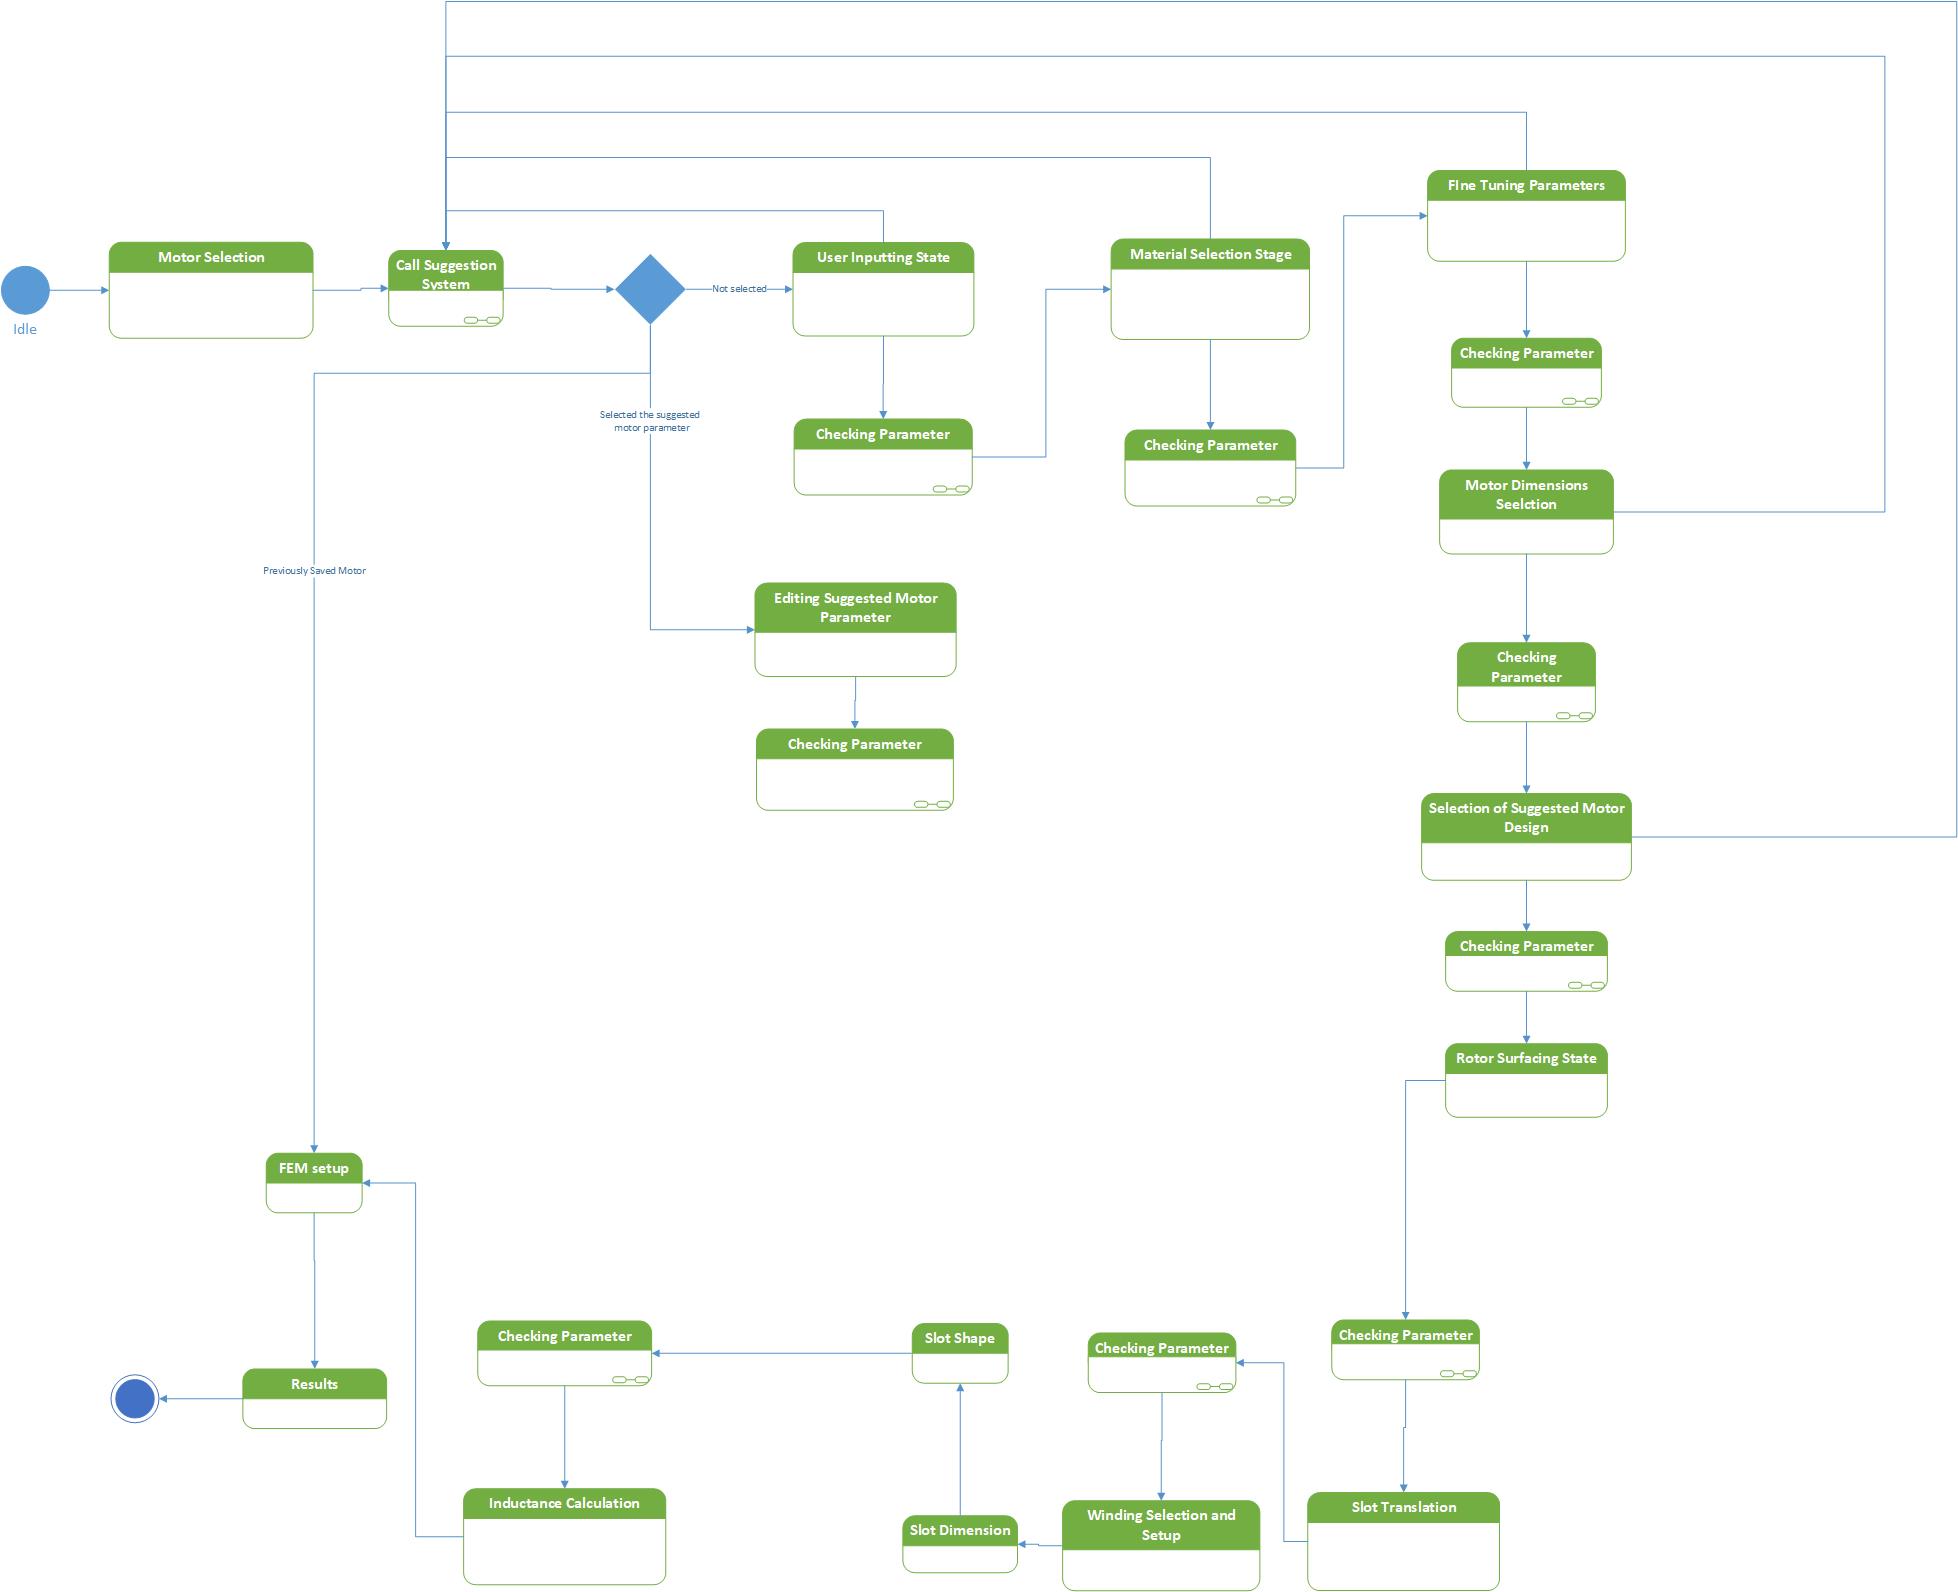 Idle
Motor Selection
Call Suggestion
System
Not selected
User Inputting State
Material Selection Stage
FIne Tuning Parameters
Checking Parameter
Selected the suggested
motor parameter
Checking Parameter
Checking Parameter
Motor Dimensions
Seelction
Previously Saved Motor
Editing Suggested Motor
Parameter
Checking
Parameter
Checking Parameter
Selection of Suggested Motor
Design
Checking Parameter
Rotor Surfacing State
FEM setup
Checking Parameter
Slot Shape
Checking Parameter
Checking Parameter
Results
Inductance Calculation
Slot Dimension
Winding Selection and
Setup
Slot Translation